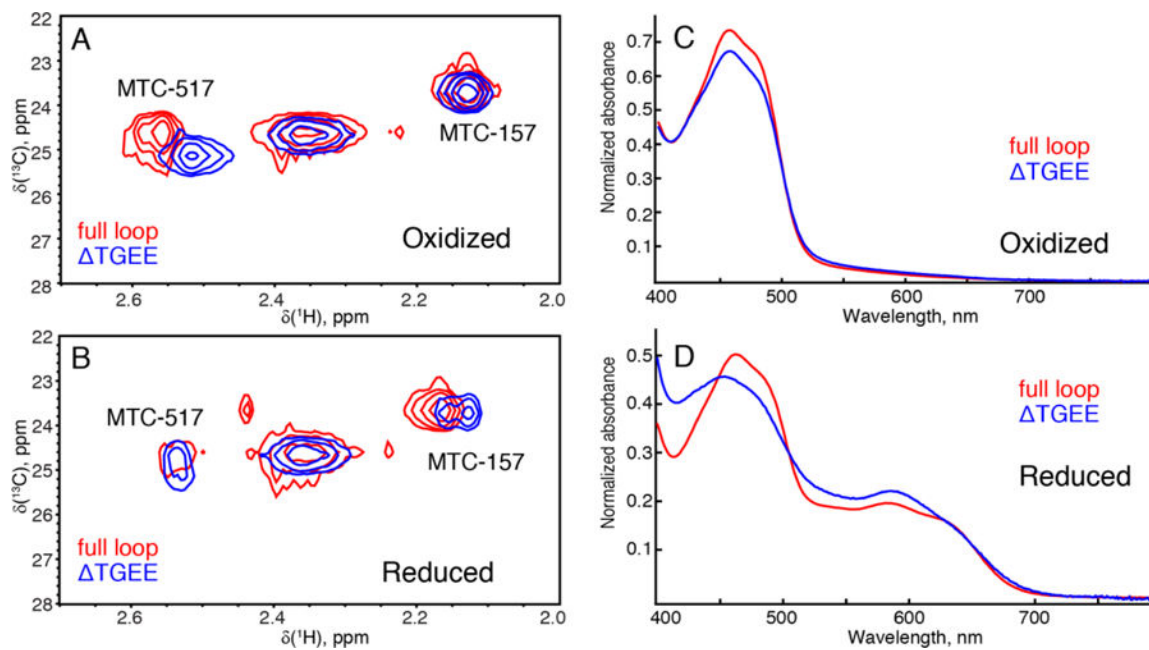 A
MTC-517
MTC-157
full loop
ΔTGEE
Oxidized
22
23
24
25
26
27
28
δ(¹³C), ppm
2.6
2.4
2.2
2.0
δ(¹H), ppm
B
MTC-517
MTC-157
full loop
ΔTGEE
Reduced
22
23
24
25
26
27
28
δ(¹³C), ppm
2.6
2.4
2.2
2.0
δ(¹H), ppm
C
full loop
ΔTGEE
Oxidized
0.7
0.6
0.5
0.4
0.3
0.2
0.1
Normalized absorbance
400
500
600
700
Wavelength, nm
D
full loop
ΔTGEE
Reduced
0.5
0.4
0.3
0.2
0.1
Normalized absorbance
400
500
600
700
Wavelength, nm